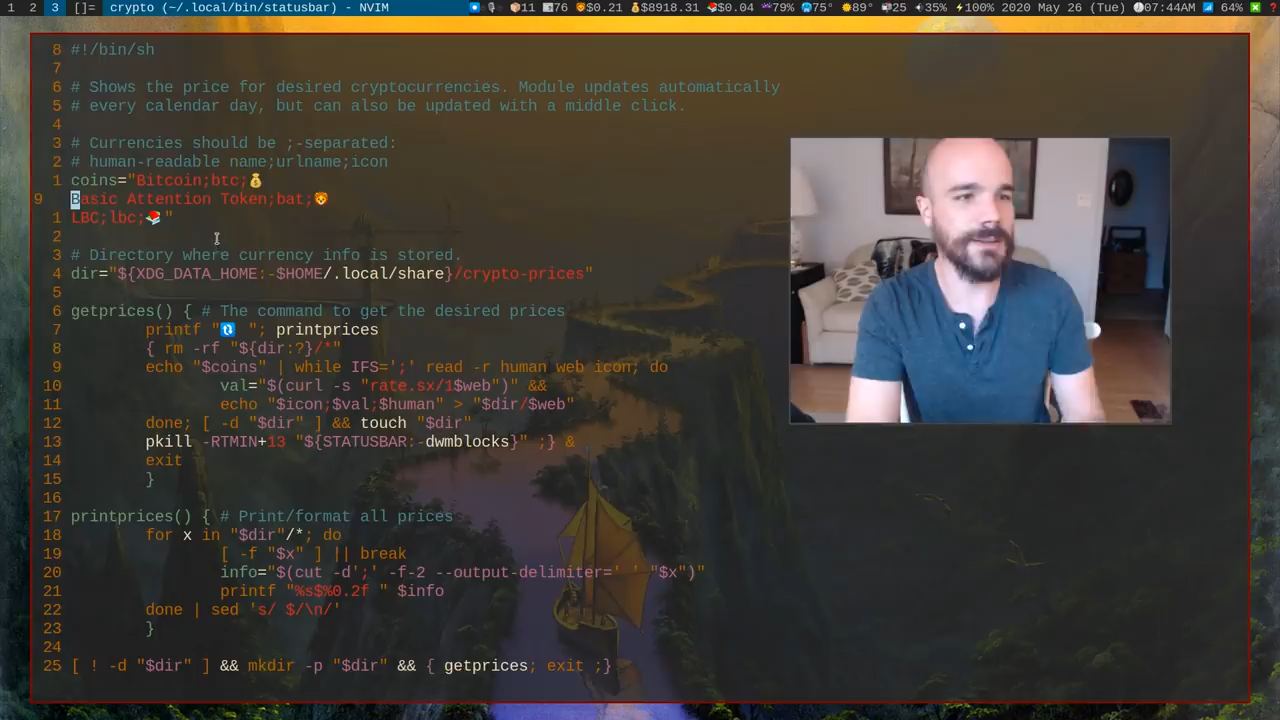 1 2 3 []= crypto (~/.local/bin/statusbar) - NVIM 11 76 $0.21 $8918.31 $0.04 79% 75° 89° 25 35% 100% 2020 May 26 (Tue) 07:44AM 64%
8 #!/bin/sh
7
6 # Shows the price for desired cryptocurrencies. Module updates automatically
5 # every calendar day, but can also be updated with a middle click.
4
3 # Currencies should be ;-separated:
2 # human-readable name;urlname;icon
1 coins="Bitcoin;btc;💰
9 Basic Attention Token;bat;🦁
1 LBC;lbc;📚"
2
3 # Directory where currency info is stored.
4 dir="${XDG_DATA_HOME:-$HOME/.local/share}/crypto-prices"
5
6 getprices() { # The command to get the desired prices
7 printf "🔃 "; printprices
8 { rm -rf "${dir:?}/*"
9 echo "$coins" | while IFS=';' read -r human web icon; do
10 val="$(curl -s "rate.sx/1$web")" &&
11 echo "$icon;$val;$human" > "$dir/$web"
12 done; [ -d "$dir" ] && touch "$dir"
13 pkill -RTMIN+13 "${STATUSBAR:-dwmblocks}" ;} &
14 exit
15 }
16
17 printprices() { # Print/format all prices
18 for x in "$dir"/*; do
19 [ -f "$x" ] || break
20 info="$(cut -d';' -f-2 --output-delimiter=' ' "$x")"
21 printf "%s$%0.2f " $info
22 done | sed 's/ $/\n/'
23 }
24
25 [ ! -d "$dir" ] && mkdir -p "$dir" && { getprices; exit ;}